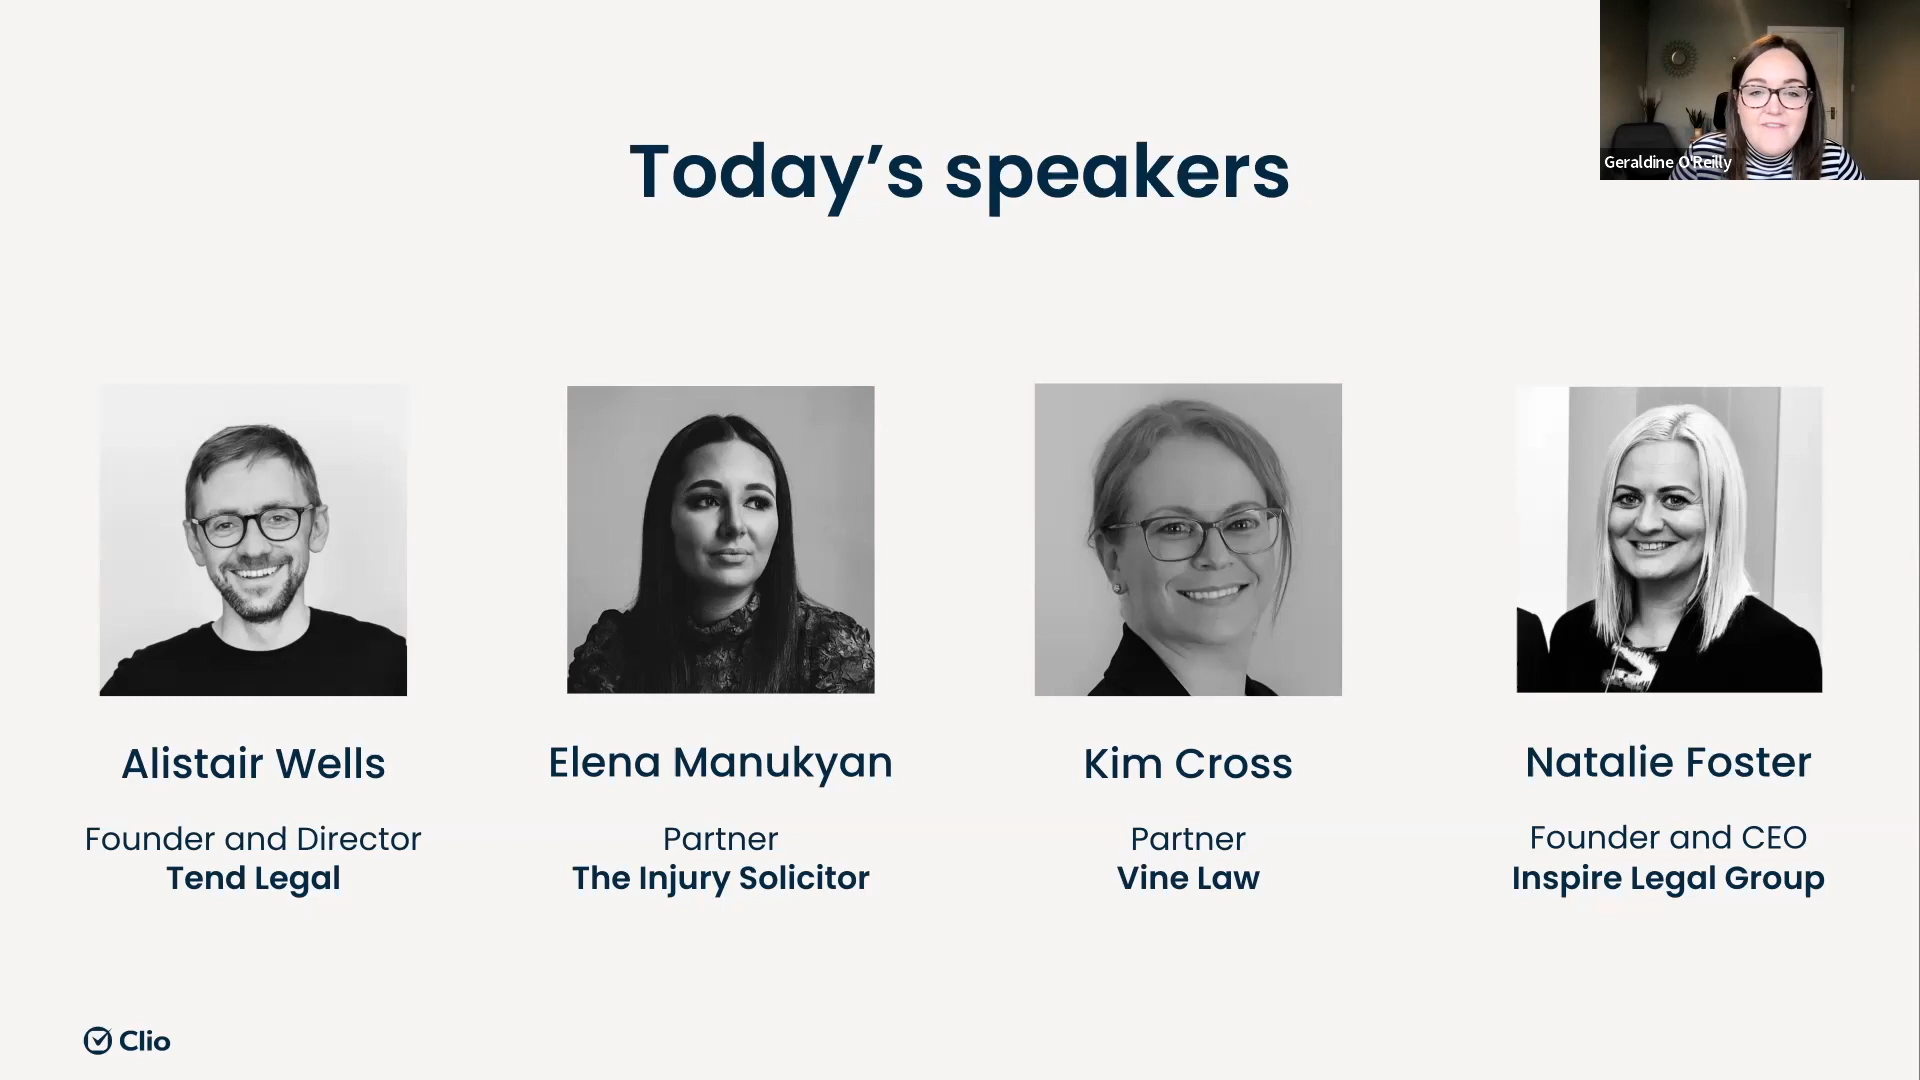 Geraldine O'Reilly
Today’s speakers
Alistair Wells
Founder and Director
Tend Legal
Elena Manukyan
Partner
The Injury Solicitor
Kim Cross
Partner
Vine Law
Natalie Foster
Founder and CEO
Inspire Legal Group
Clio